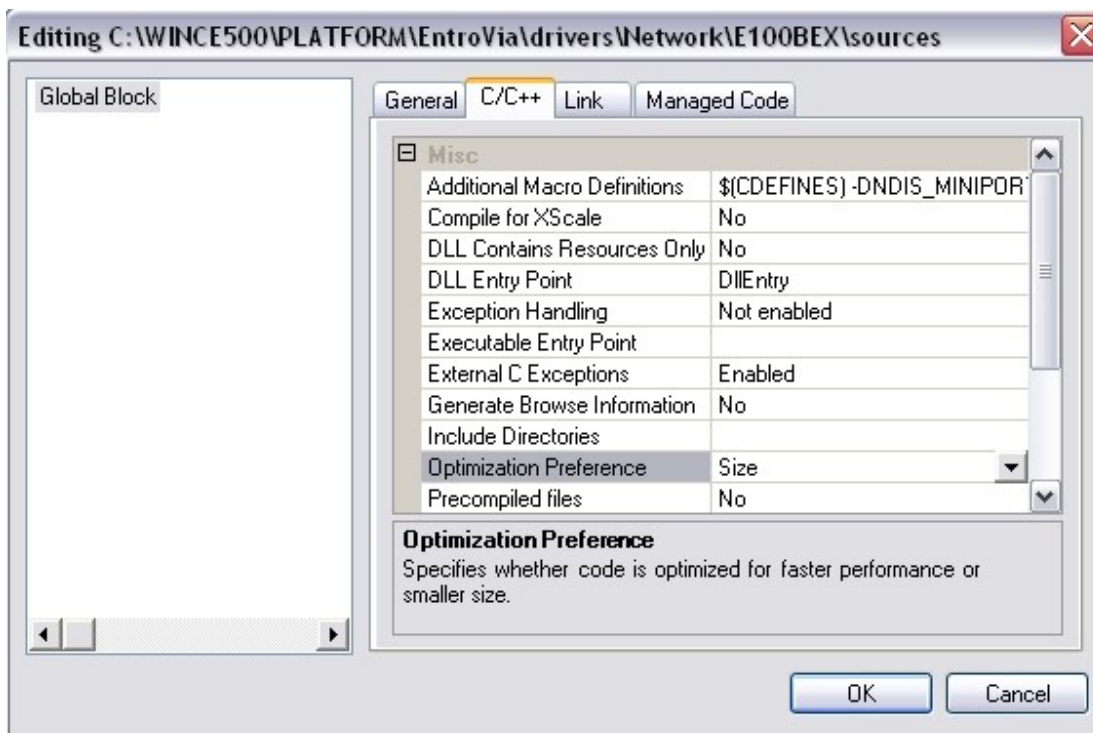 Editing C:\WINCE500\PLATFORM\EntroVia\drivers\Network\E100BEX\sources
Global Block
General C/C++ Link Managed Code
Misc
Additional Macro Definitions $(CDEFINES) -DNDIS_MINIPOR
Compile for XScale No
DLL Contains Resources Only No
DLL Entry Point DllEntry
Exception Handling Not enabled
Executable Entry Point
External C Exceptions Enabled
Generate Browse Information No
Include Directories
Optimization Preference Size
Precompiled files No
Optimization Preference
Specifies whether code is optimized for faster performance or
smaller size.
OK Cancel